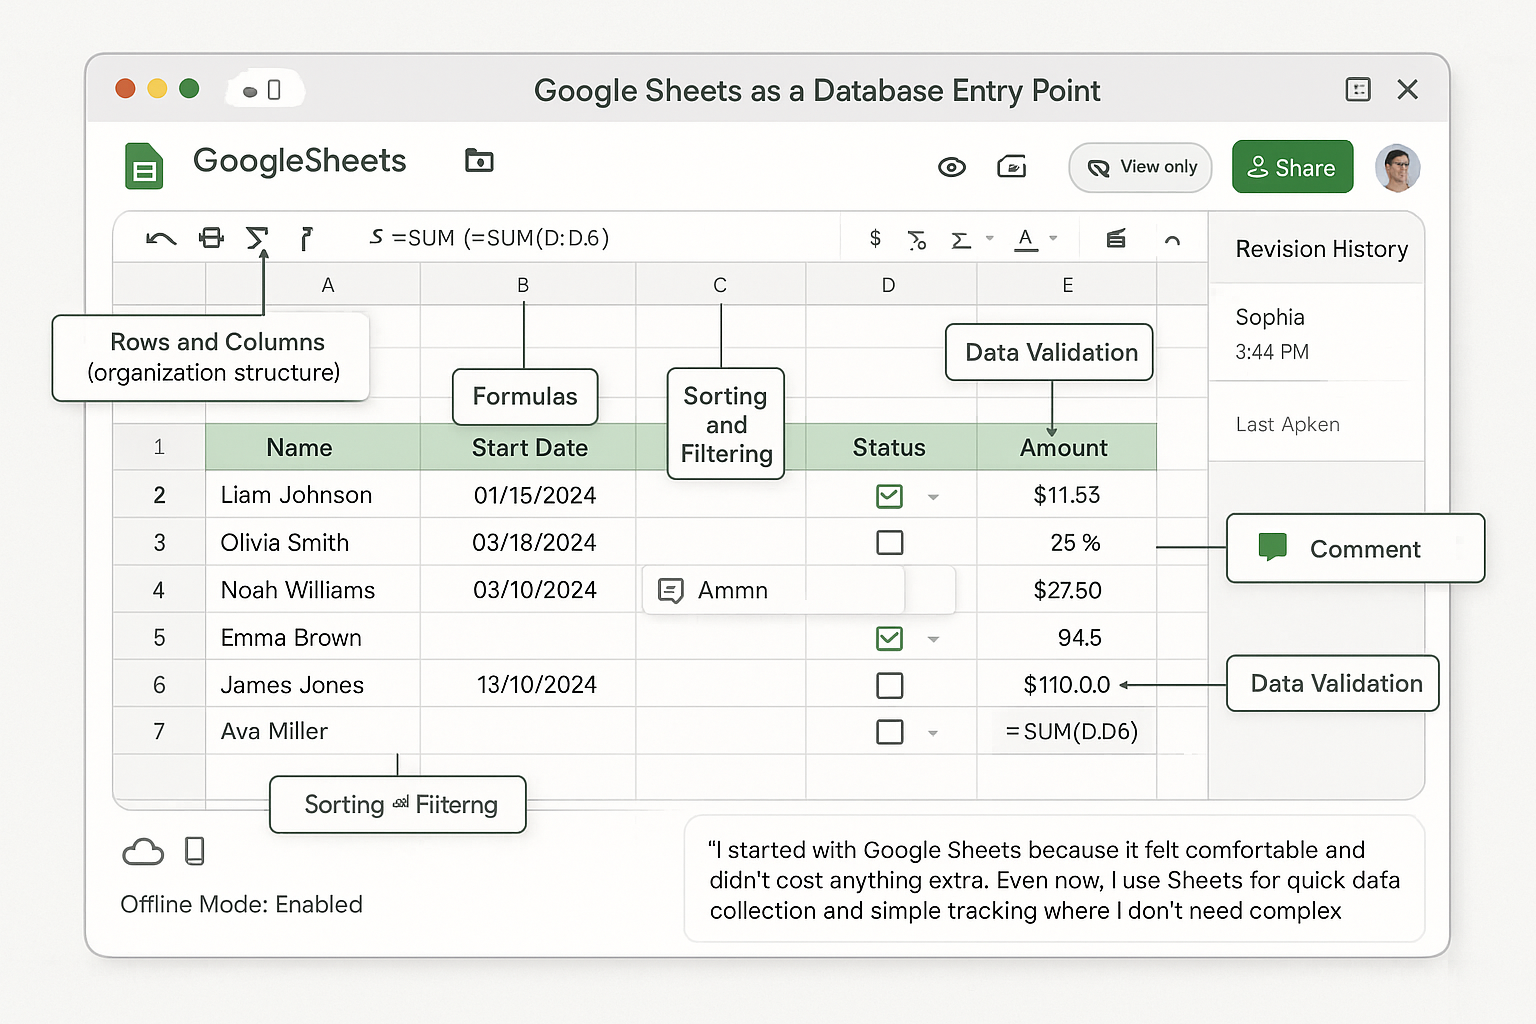 Google Sheets as a Database Entry Point
GoogleSheets
View only
Share
S =SUM (=SUM(D:D.6)
$
A
Revision History
A B C D E
Sophia
3:44 PM
Last Apken
Rows and Columns
(organization structure)
Formulas
Sorting
and
Filtering
Data Validation
1 Name Start Date Status Amount
2 Liam Johnson 01/15/2024 $11.53
3 Olivia Smith 03/18/2024 25 %
Comment
4 Noah Williams 03/10/2024 Ammn $27.50
5 Emma Brown 94.5
6 James Jones 13/10/2024 $110.0.0
Data Validation
7 Ava Miller =SUM(D.D6)
Sorting Fiiterng
Offline Mode: Enabled
“I started with Google Sheets because it felt comfortable and
didn't cost anything extra. Even now, I use Sheets for quick dafa
collection and simple tracking where I don't need complex